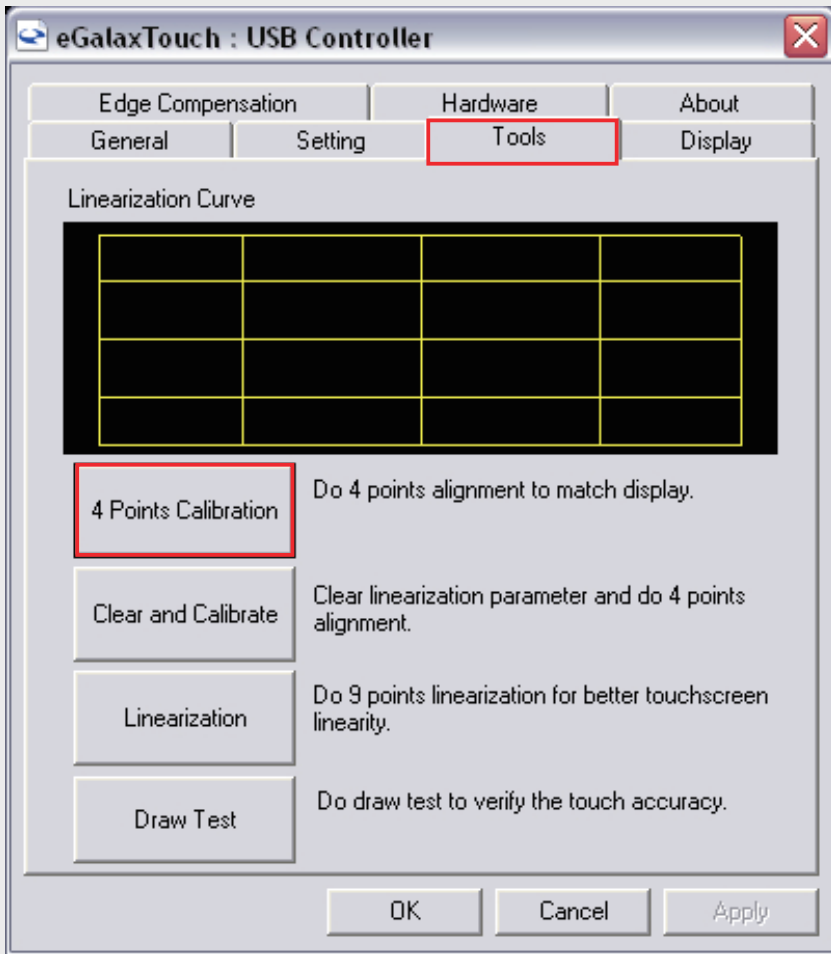 eGalaxTouch : USB Controller
Edge Compensation Hardware About
General Setting Tools Display
Linearization Curve
4 Points Calibration
Do 4 points alignment to match display.
Clear and Calibrate
Clear linearization parameter and do 4 points
alignment.
Linearization
Do 9 points linearization for better touchscreen
linearity.
Draw Test
Do draw test to verify the touch accuracy.
OK Cancel Apply